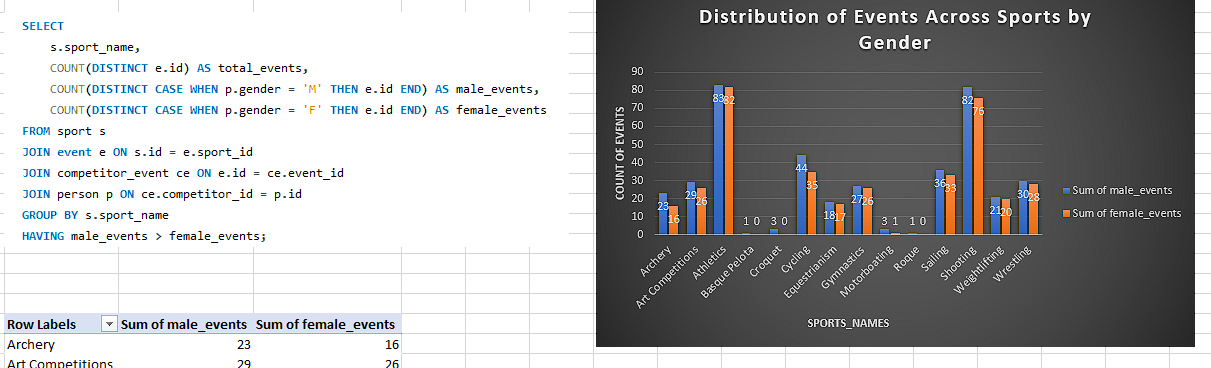 SELECT
s.sport_name,
COUNT(DISTINCT e.id) AS total_events,
COUNT(DISTINCT CASE WHEN p.gender = 'M' THEN e.id END) AS male_events,
COUNT(DISTINCT CASE WHEN p.gender = 'F' THEN e.id END) AS female_events
FROM sport s
JOIN event e ON s.id = e.sport_id
JOIN competitor_event ce ON e.id = ce.event_id
JOIN person p ON ce.competitor_id = p.id
GROUP BY s.sport_name
HAVING male_events > female_events;
Row Labels Sum of male_events Sum of female_events
Archery 23 16
Art Competitions 29 26
Distribution of Events Across Sports by
Gender
COUNT OF EVENTS
90
80
70
60
50
40
30
20
10
0
23 16 29 26 83 82 1 0 3 0 44 35 18 17 27 26 3 1 1 0 36 33 82 76 21 20 30 28
Archery
Art Competitions
Athletics
Basque Pelota
Croquet
Cycling
Equestrianism
Gymnastics
Motorboating
Roque
Sailing
Shooting
Weightlifting
Wrestling
SPORTS_NAMES
Sum of male_events
Sum of female_events